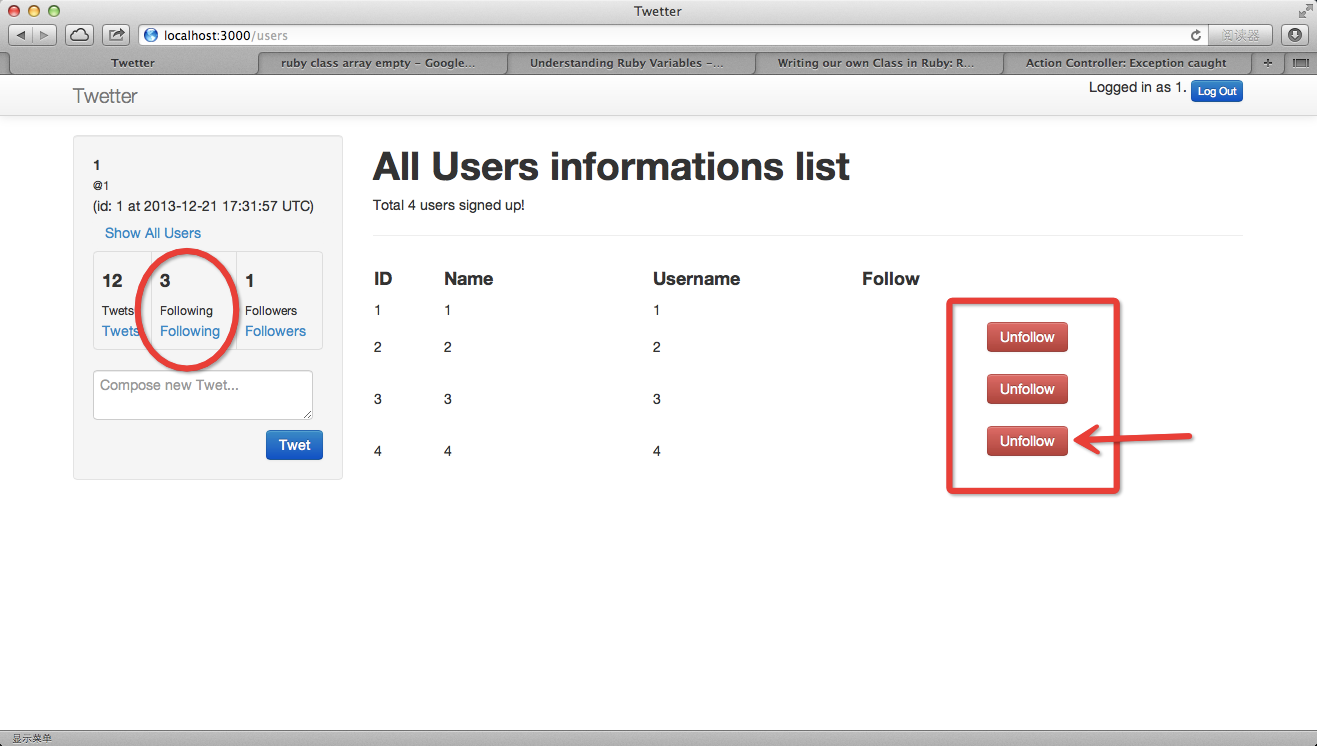 Twetter
localhost:3000/users
阅读器
Twetter
ruby class array empty – Google...
Understanding Ruby Variables –...
Writing our own Class in Ruby: R...
Action Controller: Exception caught
Twetter
Logged in as 1. Log Out
1
@1
(id: 1 at 2013-12-21 17:31:57 UTC)
Show All Users
12 3 1
Twets Following Followers
Twets Following Followers
Compose new Twet...
Twet
All Users informations list
Total 4 users signed up!
ID Name Username Follow
1 1 1
2 2 2 Unfollow
3 3 3 Unfollow
4 4 4 Unfollow
显示菜单